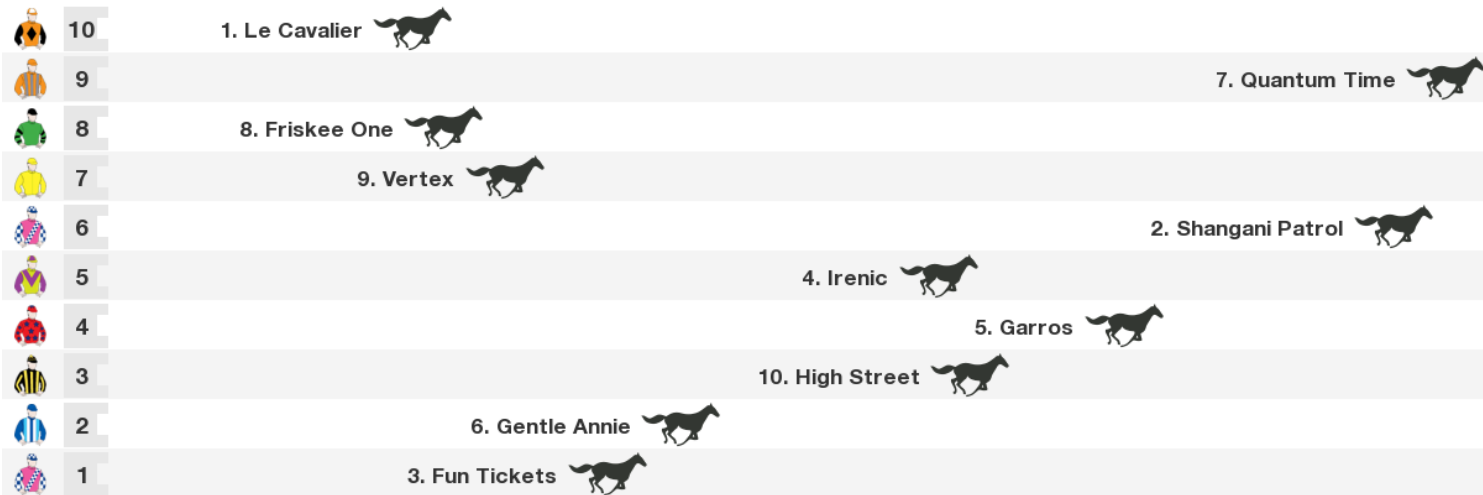 10 1. Le Cavalier
9 7. Quantum Time
8 8. Friskee One
7 9. Vertex
6 2. Shangani Patrol
5 4. Irenic
4 5. Garros
3 10. High Street
2 6. Gentle Annie
1 3. Fun Tickets